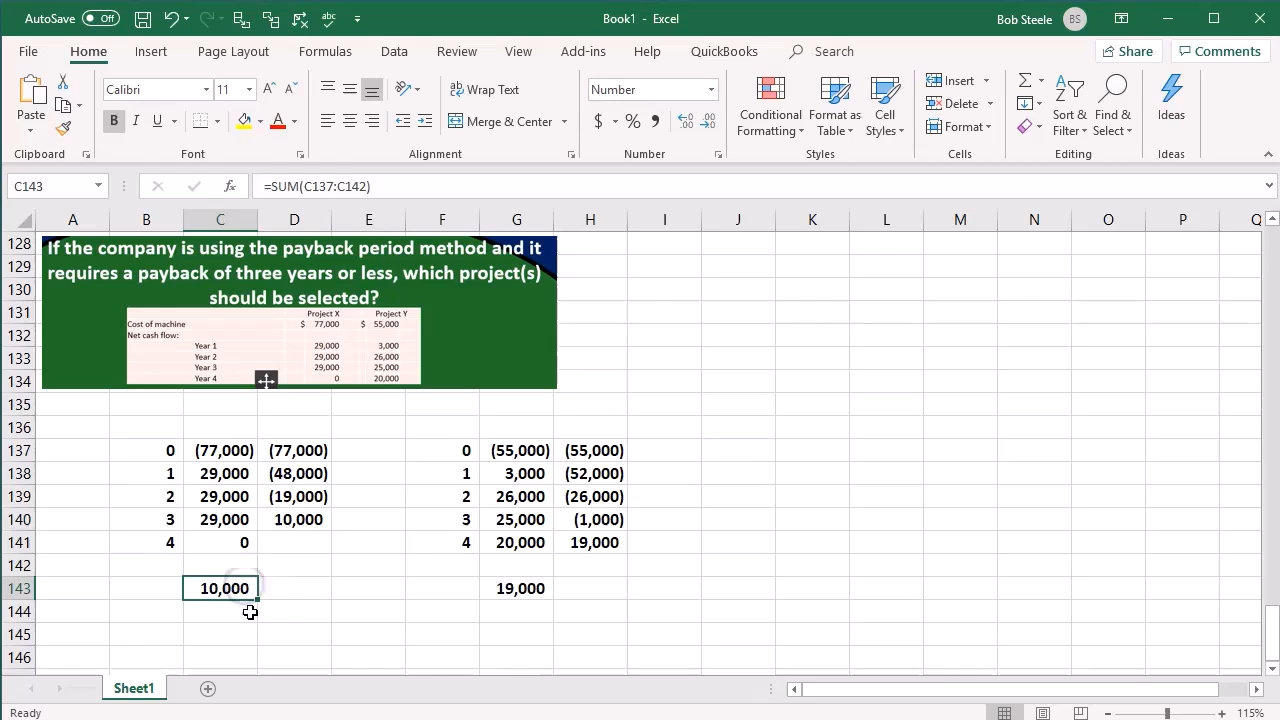 AutoSave Off abc Book1 - Excel Bob Steele BS
File Home Insert Page Layout Formulas Data Review View Add-ins Help QuickBooks Search Share Comments
Paste Calibri 11 A A Wrap Text Number Conditional Formatting Format as Table Cell Styles Insert Sort & Filter Find & Select Ideas
B I U A Merge & Center $ % , Delete
Format
Clipboard Font Alignment Number Styles Cells Editing Ideas
C143 fx =SUM(C137:C142)
A B C D E F G H I J K L M N O P Q
128 If the company is using the payback period method and it
129 requires a payback of three years or less, which project(s)
130 should be selected?
131 Project X Project Y
Cost of machine $ 77,000 $ 55,000
132 Net cash flow:
Year 1 29,000 3,000
133 Year 2 29,000 26,000
Year 3 29,000 25,000
134 Year 4 0 20,000
135
136
137 0 (77,000) (77,000) 0 (55,000) (55,000)
138 1 29,000 (48,000) 1 3,000 (52,000)
139 2 29,000 (19,000) 2 26,000 (26,000)
140 3 29,000 10,000 3 25,000 (1,000)
141 4 0 4 20,000 19,000
142
143 10,000 19,000
144
145
146
Sheet1
Ready 115%